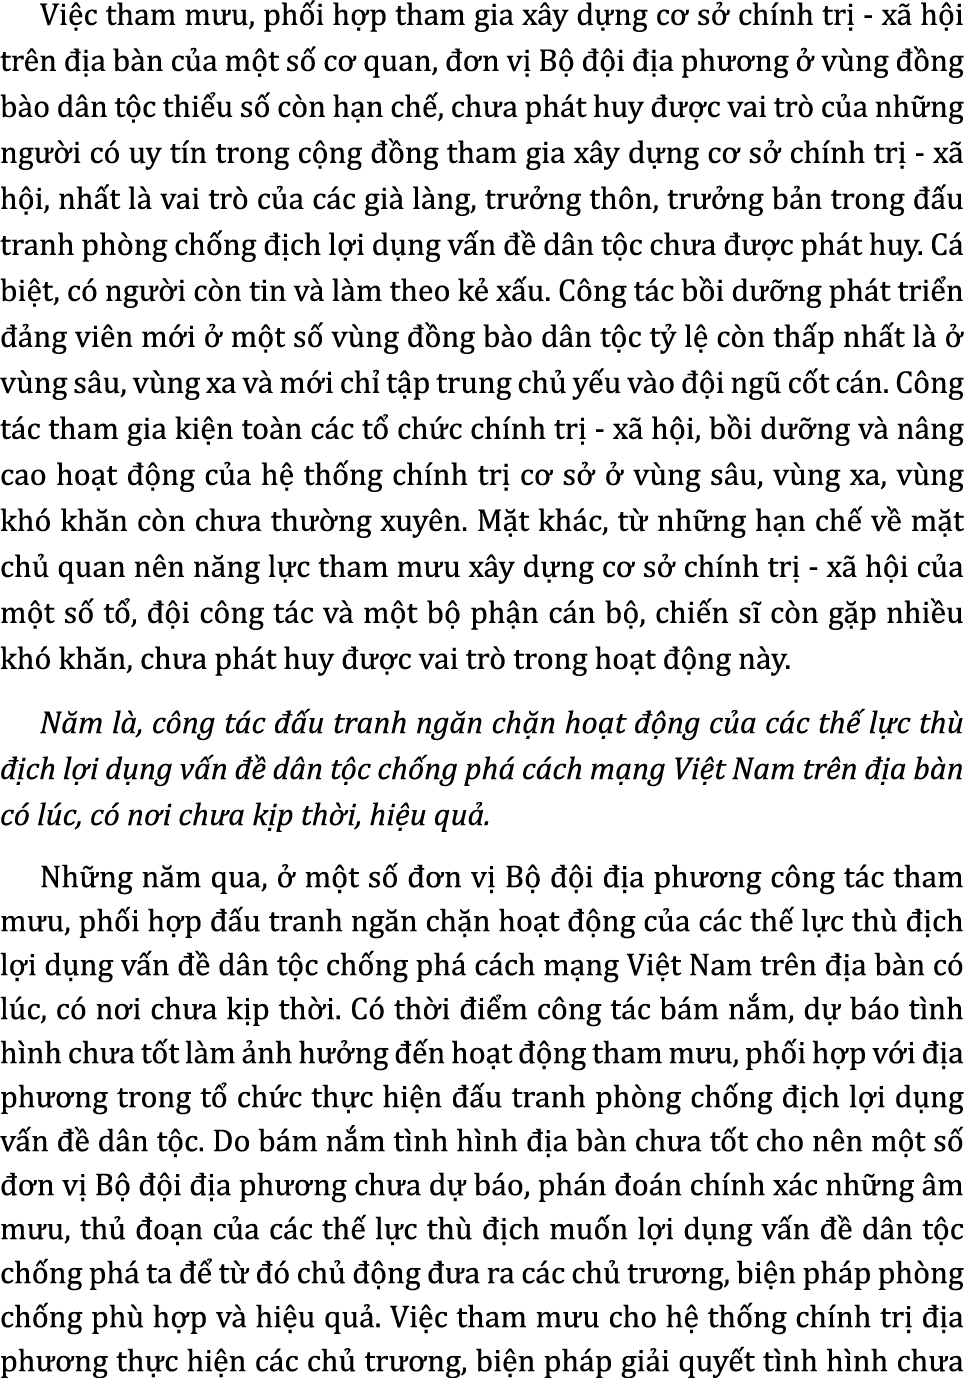 Việc tham mưu, phối hợp tham gia xây dựng cơ sở chính trị - xã hội
trên địa bàn của một số cơ quan, đơn vị Bộ đội địa phương ở vùng đồng
bào dân tộc thiểu số còn hạn chế, chưa phát huy được vai trò của những
người có uy tín trong cộng đồng tham gia xây dựng cơ sở chính trị - xã
hội, nhất là vai trò của các già làng, trưởng thôn, trưởng bản trong đấu
tranh phòng chống địch lợi dụng vấn đề dân tộc chưa được phát huy. Cá
biệt, có người còn tin và làm theo kẻ xấu. Công tác bồi dưỡng phát triển
đảng viên mới ở một số vùng đồng bào dân tộc tỷ lệ còn thấp nhất là ở
vùng sâu, vùng xa và mới chỉ tập trung chủ yếu vào đội ngũ cốt cán. Công
tác tham gia kiện toàn các tổ chức chính trị - xã hội, bồi dưỡng và nâng
cao hoạt động của hệ thống chính trị cơ sở ở vùng sâu, vùng xa, vùng
khó khăn còn chưa thường xuyên. Mặt khác, từ những hạn chế về mặt
chủ quan nên năng lực tham mưu xây dựng cơ sở chính trị - xã hội của
một số tổ, đội công tác và một bộ phận cán bộ, chiến sĩ còn gặp nhiều
khó khăn, chưa phát huy được vai trò trong hoạt động này.
Năm là, công tác đấu tranh ngăn chặn hoạt động của các thế lực thù
địch lợi dụng vấn đề dân tộc chống phá cách mạng Việt Nam trên địa bàn
có lúc, có nơi chưa kịp thời, hiệu quả.
Những năm qua, ở một số đơn vị Bộ đội địa phương công tác tham
mưu, phối hợp đấu tranh ngăn chặn hoạt động của các thế lực thù địch
lợi dụng vấn đề dân tộc chống phá cách mạng Việt Nam trên địa bàn có
lúc, có nơi chưa kịp thời. Có thời điểm công tác bám nắm, dự báo tình
hình chưa tốt làm ảnh hưởng đến hoạt động tham mưu, phối hợp với địa
phương trong tổ chức thực hiện đấu tranh phòng chống địch lợi dụng
vấn đề dân tộc. Do bám nắm tình hình địa bàn chưa tốt cho nên một số
đơn vị Bộ đội địa phương chưa dự báo, phán đoán chính xác những âm
mưu, thủ đoạn của các thế lực thù địch muốn lợi dụng vấn đề dân tộc
chống phá ta để từ đó chủ động đưa ra các chủ trương, biện pháp phòng
chống phù hợp và hiệu quả. Việc tham mưu cho hệ thống chính trị địa
phương thực hiện các chủ trương, biện pháp giải quyết tình hình chưa